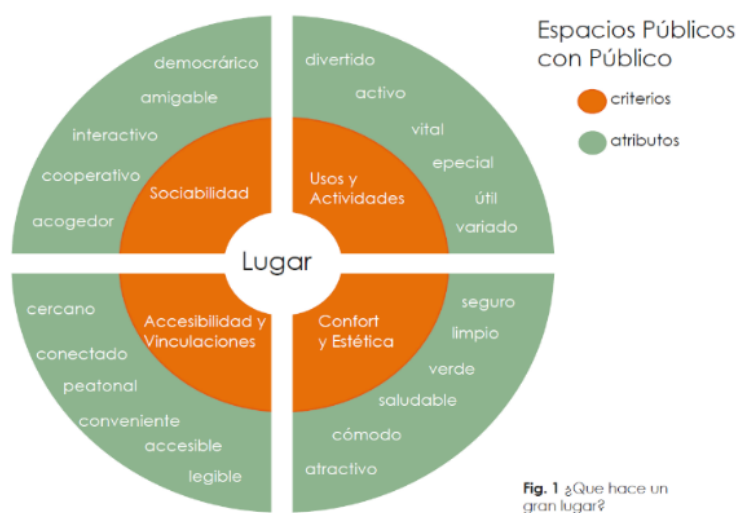 Espacios Públicos
con Público
criterios
atributos
democrárico
amigable
interactivo
cooperativo
acogedor
Sociabilidad
divertido
activo
vital
epecial
útil
variado
Usos y
Actividades
Lugar
cercano
conectado
peatonal
conveniente
accesible
legible
Accesibilidad y
Vinculaciones
Confort
y Estética
seguro
limpio
verde
saludable
cómodo
atractivo
Fig. 1 ¿Que hace un
gran lugar?